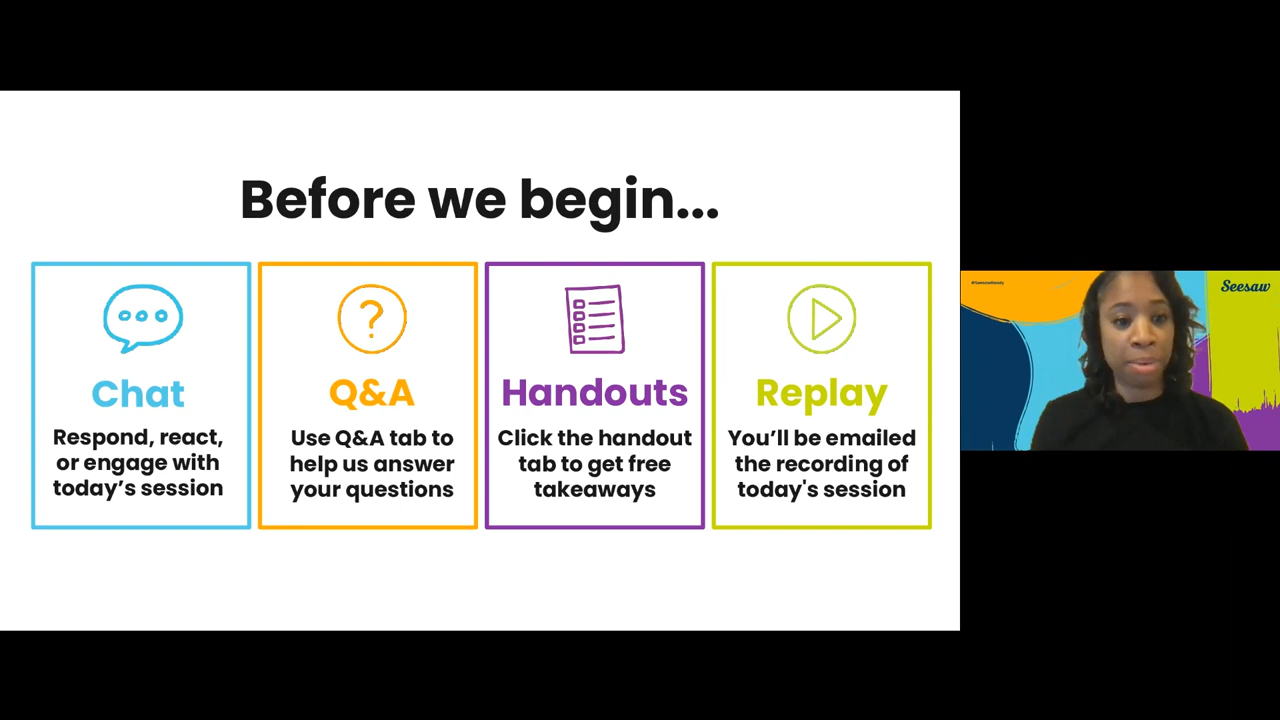 Before we begin...
Chat
Respond, react,
or engage with
today’s session
Q&A
Use Q&A tab to
help us answer
your questions
Handouts
Click the handout
tab to get free
takeaways
Replay
You’ll be emailed
the recording of
today's session
Seesaw